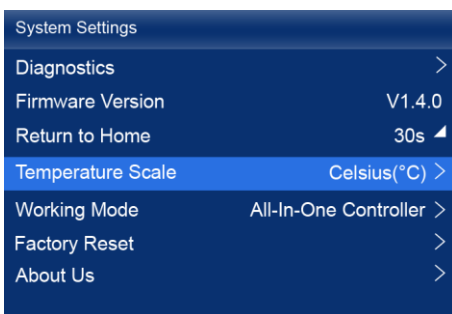 System Settings
Diagnostics >
Firmware Version V1.4.0
Return to Home 30s
Temperature Scale Celsius(°C) >
Working Mode All-In-One Controller >
Factory Reset >
About Us >